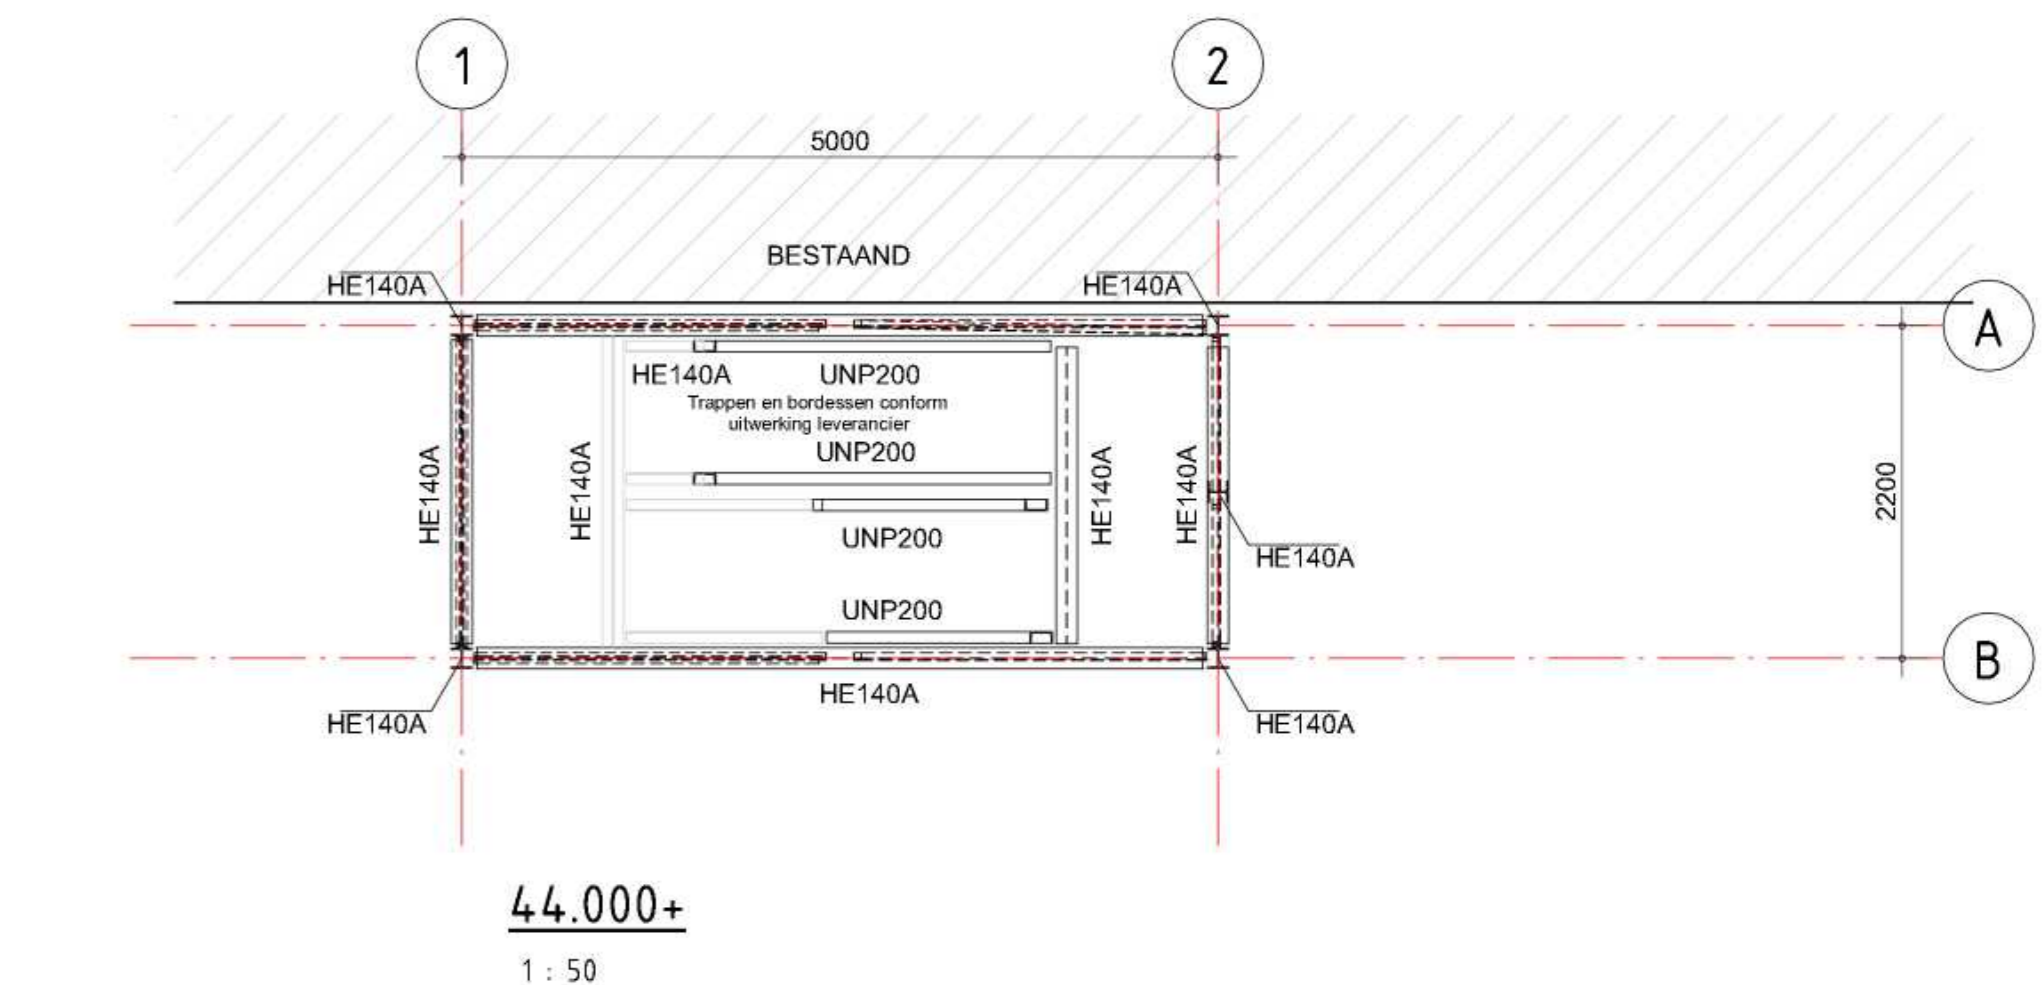 1
2
5000
BESTAAND
HE140A
HE140A
A
HE140A
UNP200
Trappen en bordessen conform
uitwerking leverancier
UNP200
HE140A
HE140A
HE140A
HE140A
2200
UNP200
HE140A
UNP200
B
HE140A
HE140A
HE140A
44.000+
1 : 50